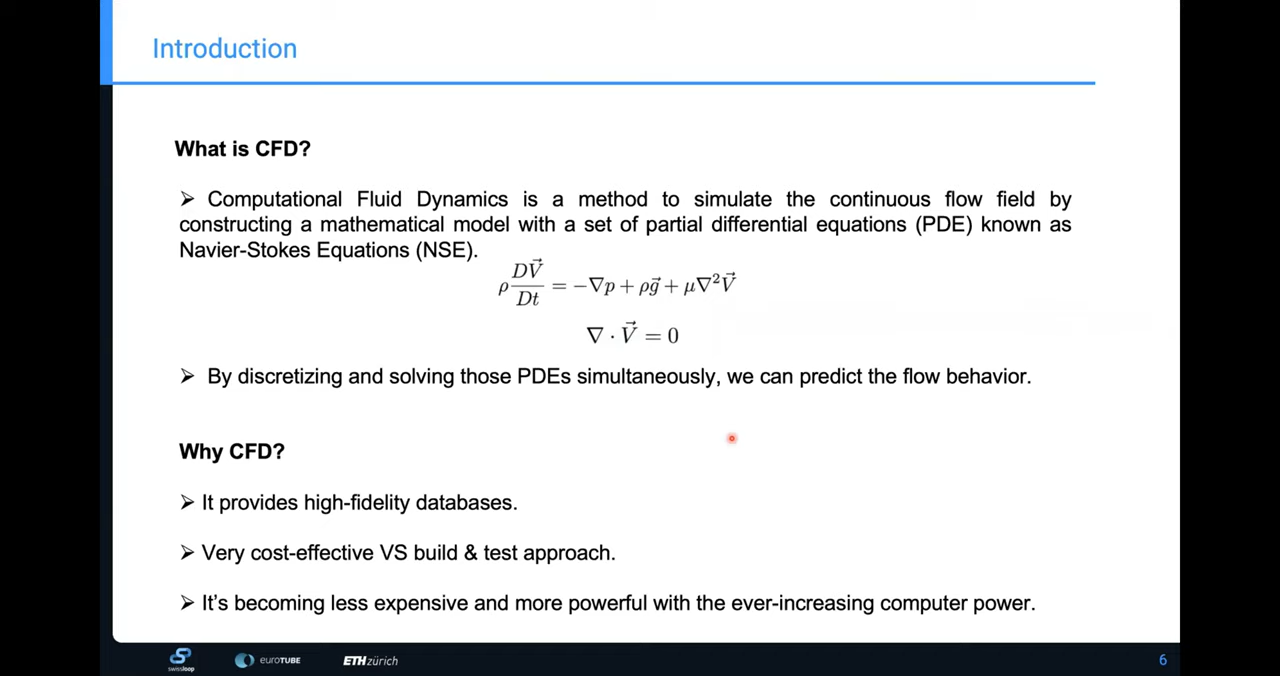 Introduction
What is CFD?
➢ Computational Fluid Dynamics is a method to simulate the continuous flow field by
constructing a mathematical model with a set of partial differential equations (PDE) known as
Navier-Stokes Equations (NSE).
ρ DV⃗/Dt = −∇p + ρg⃗ + μ∇²V⃗
∇ · V⃗ = 0
➢ By discretizing and solving those PDEs simultaneously, we can predict the flow behavior.
Why CFD?
➢ It provides high-fidelity databases.
➢ Very cost-effective VS build & test approach.
➢ It's becoming less expensive and more powerful with the ever-increasing computer power.
swissloop
euroTUBE
ETH zürich
6